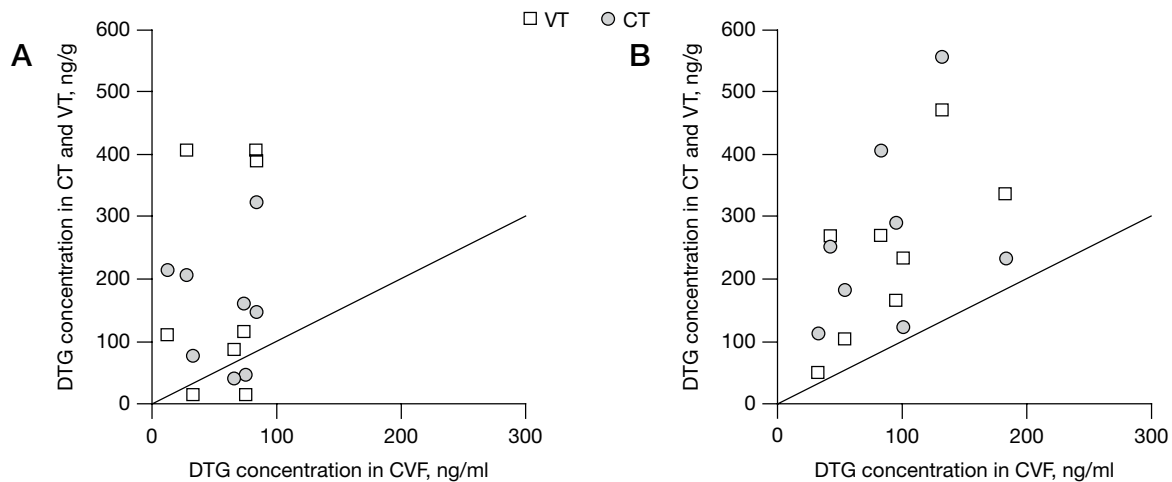 VT CT
A
DTG concentration in CT and VT, ng/g
600
500
400
300
200
100
0
0 100 200 300
DTG concentration in CVF, ng/ml
B
DTG concentration in CT and VT, ng/g
600
500
400
300
200
100
0
0 100 200 300
DTG concentration in CVF, ng/ml